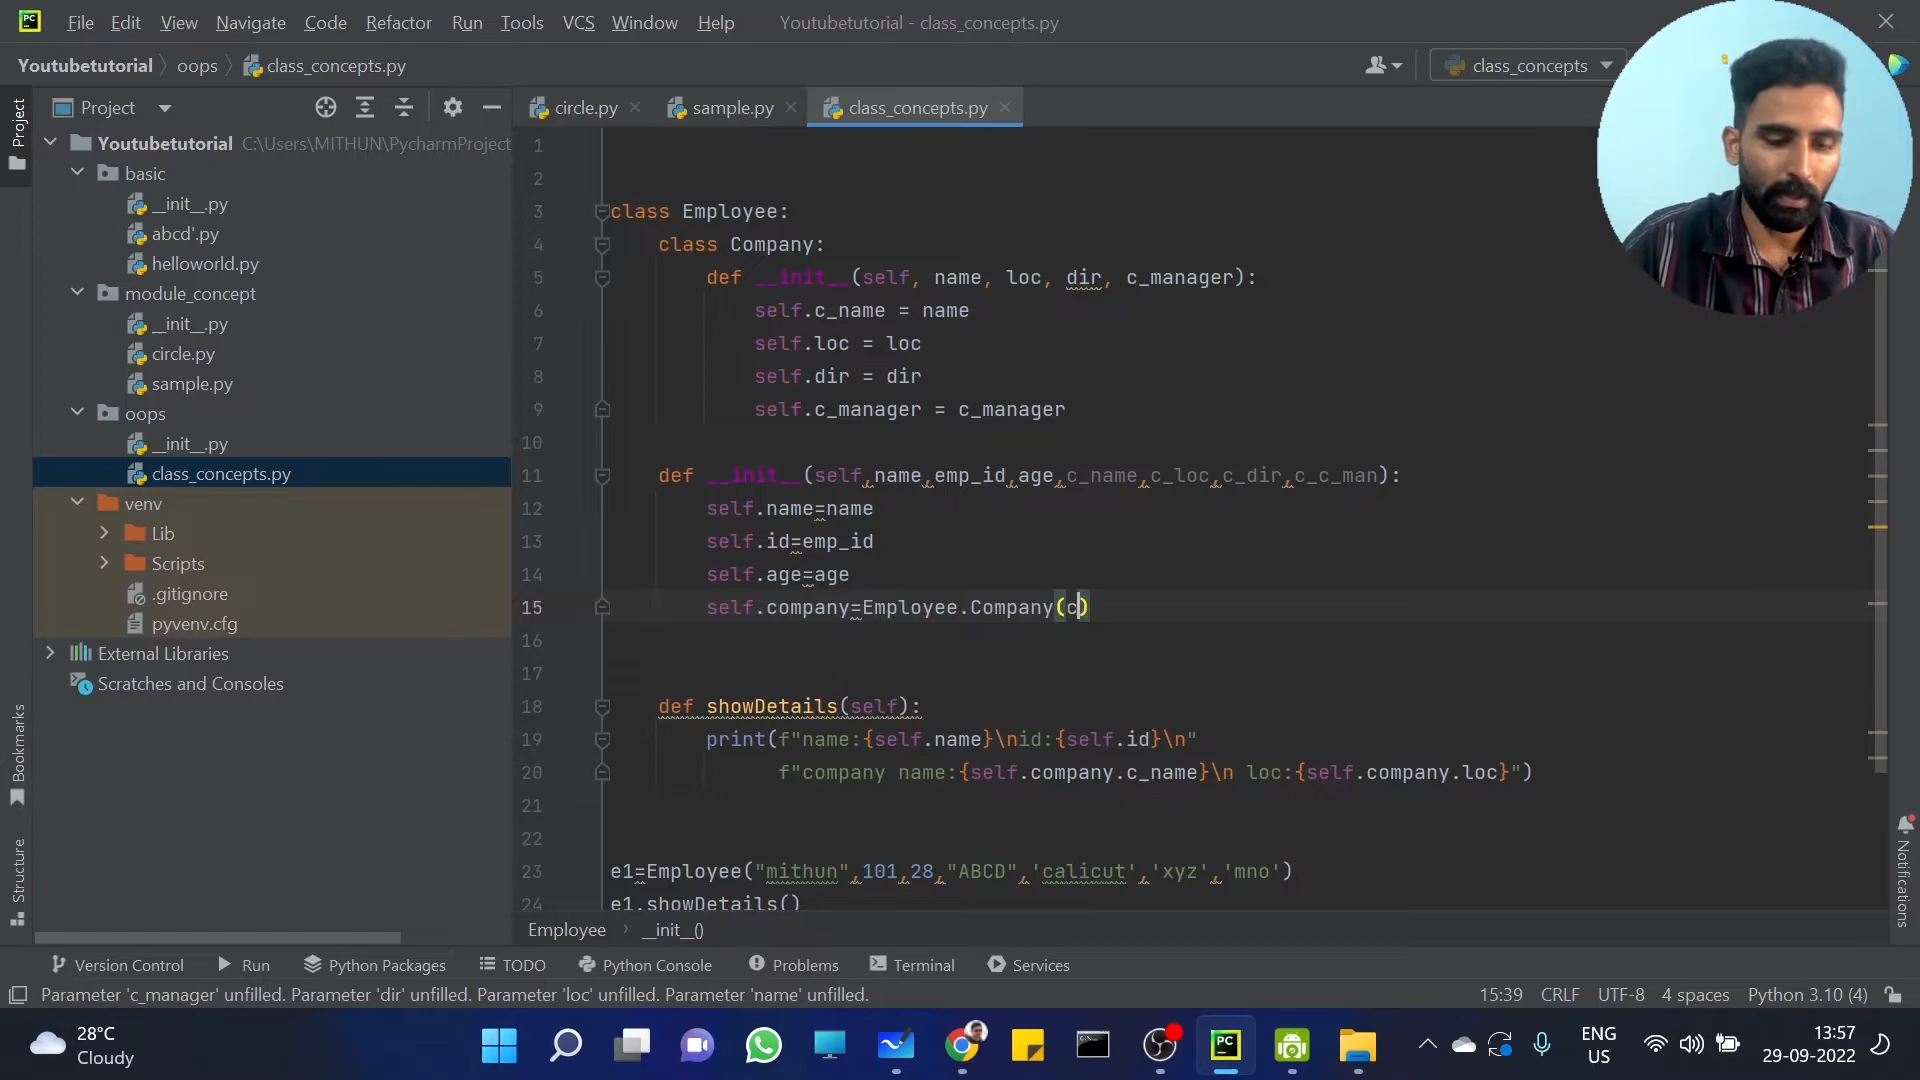 PC File Edit View Navigate Code Refactor Run Tools VCS Window Help Youtubetutorial - class_concepts.py
Youtubetutorial oops class_concepts.py class_concepts
Project
Project
circle.py sample.py class_concepts.py
Youtubetutorial C:\Users\MITHUN\PycharmProject
basic
__init__.py
abcd'.py
helloworld.py
module_concept
__init__.py
circle.py
sample.py
oops
__init__.py
class_concepts.py
venv
Lib
Scripts
.gitignore
pyvenv.cfg
External Libraries
Scratches and Consoles
1
2
3 class Employee:
4 class Company:
5 def __init__(self, name, loc, dir, c_manager):
6 self.c_name = name
7 self.loc = loc
8 self.dir = dir
9 self.c_manager = c_manager
10
11 def __init__(self,name,emp_id,age,c_name,c_loc,c_dir,c_c_man):
12 self.name=name
13 self.id=emp_id
14 self.age=age
15 self.company=Employee.Company(c)
16
17
18 def showDetails(self):
19 print(f"name:{self.name}\nid:{self.id}\n"
20 f"company name:{self.company.c_name}\n loc:{self.company.loc}")
21
22
23 e1=Employee("mithun",101,28,"ABCD",'calicut','xyz','mno')
24 e1.showDetails()
Employee __init__()
Bookmarks
Structure
Notifications
Version Control Run Python Packages TODO Python Console Problems Terminal Services
Parameter 'c_manager' unfilled. Parameter 'dir' unfilled. Parameter 'loc' unfilled. Parameter 'name' unfilled. 15:39 CRLF UTF-8 4 spaces Python 3.10 (4)
28°C
Cloudy
PC
ENG
US
13:57
29-09-2022